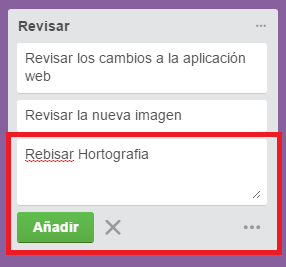 Revisar
Revisar los cambios a la aplicación
web
Revisar la nueva imagen
Rebisar Hortografia
Añadir